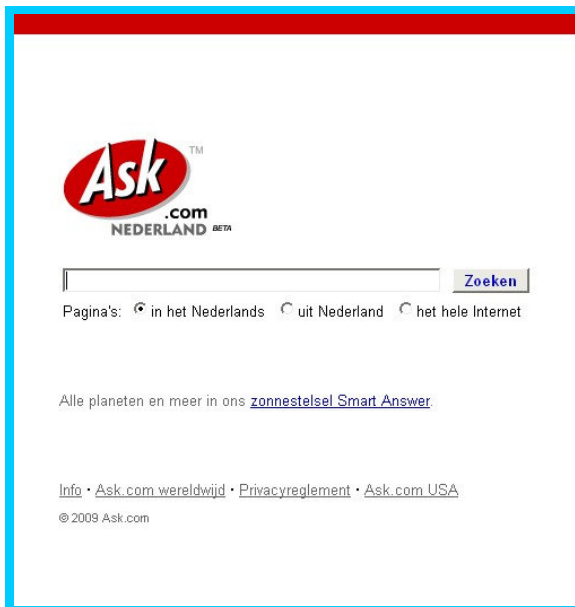 Ask TM
.com
NEDERLAND BETA
Zoeken
Pagina's: in het Nederlands uit Nederland het hele Internet
Alle planeten en meer in ons zonnestelsel Smart Answer.
Info · Ask.com wereldwijd · Privacyreglement · Ask.com USA
© 2009 Ask.com